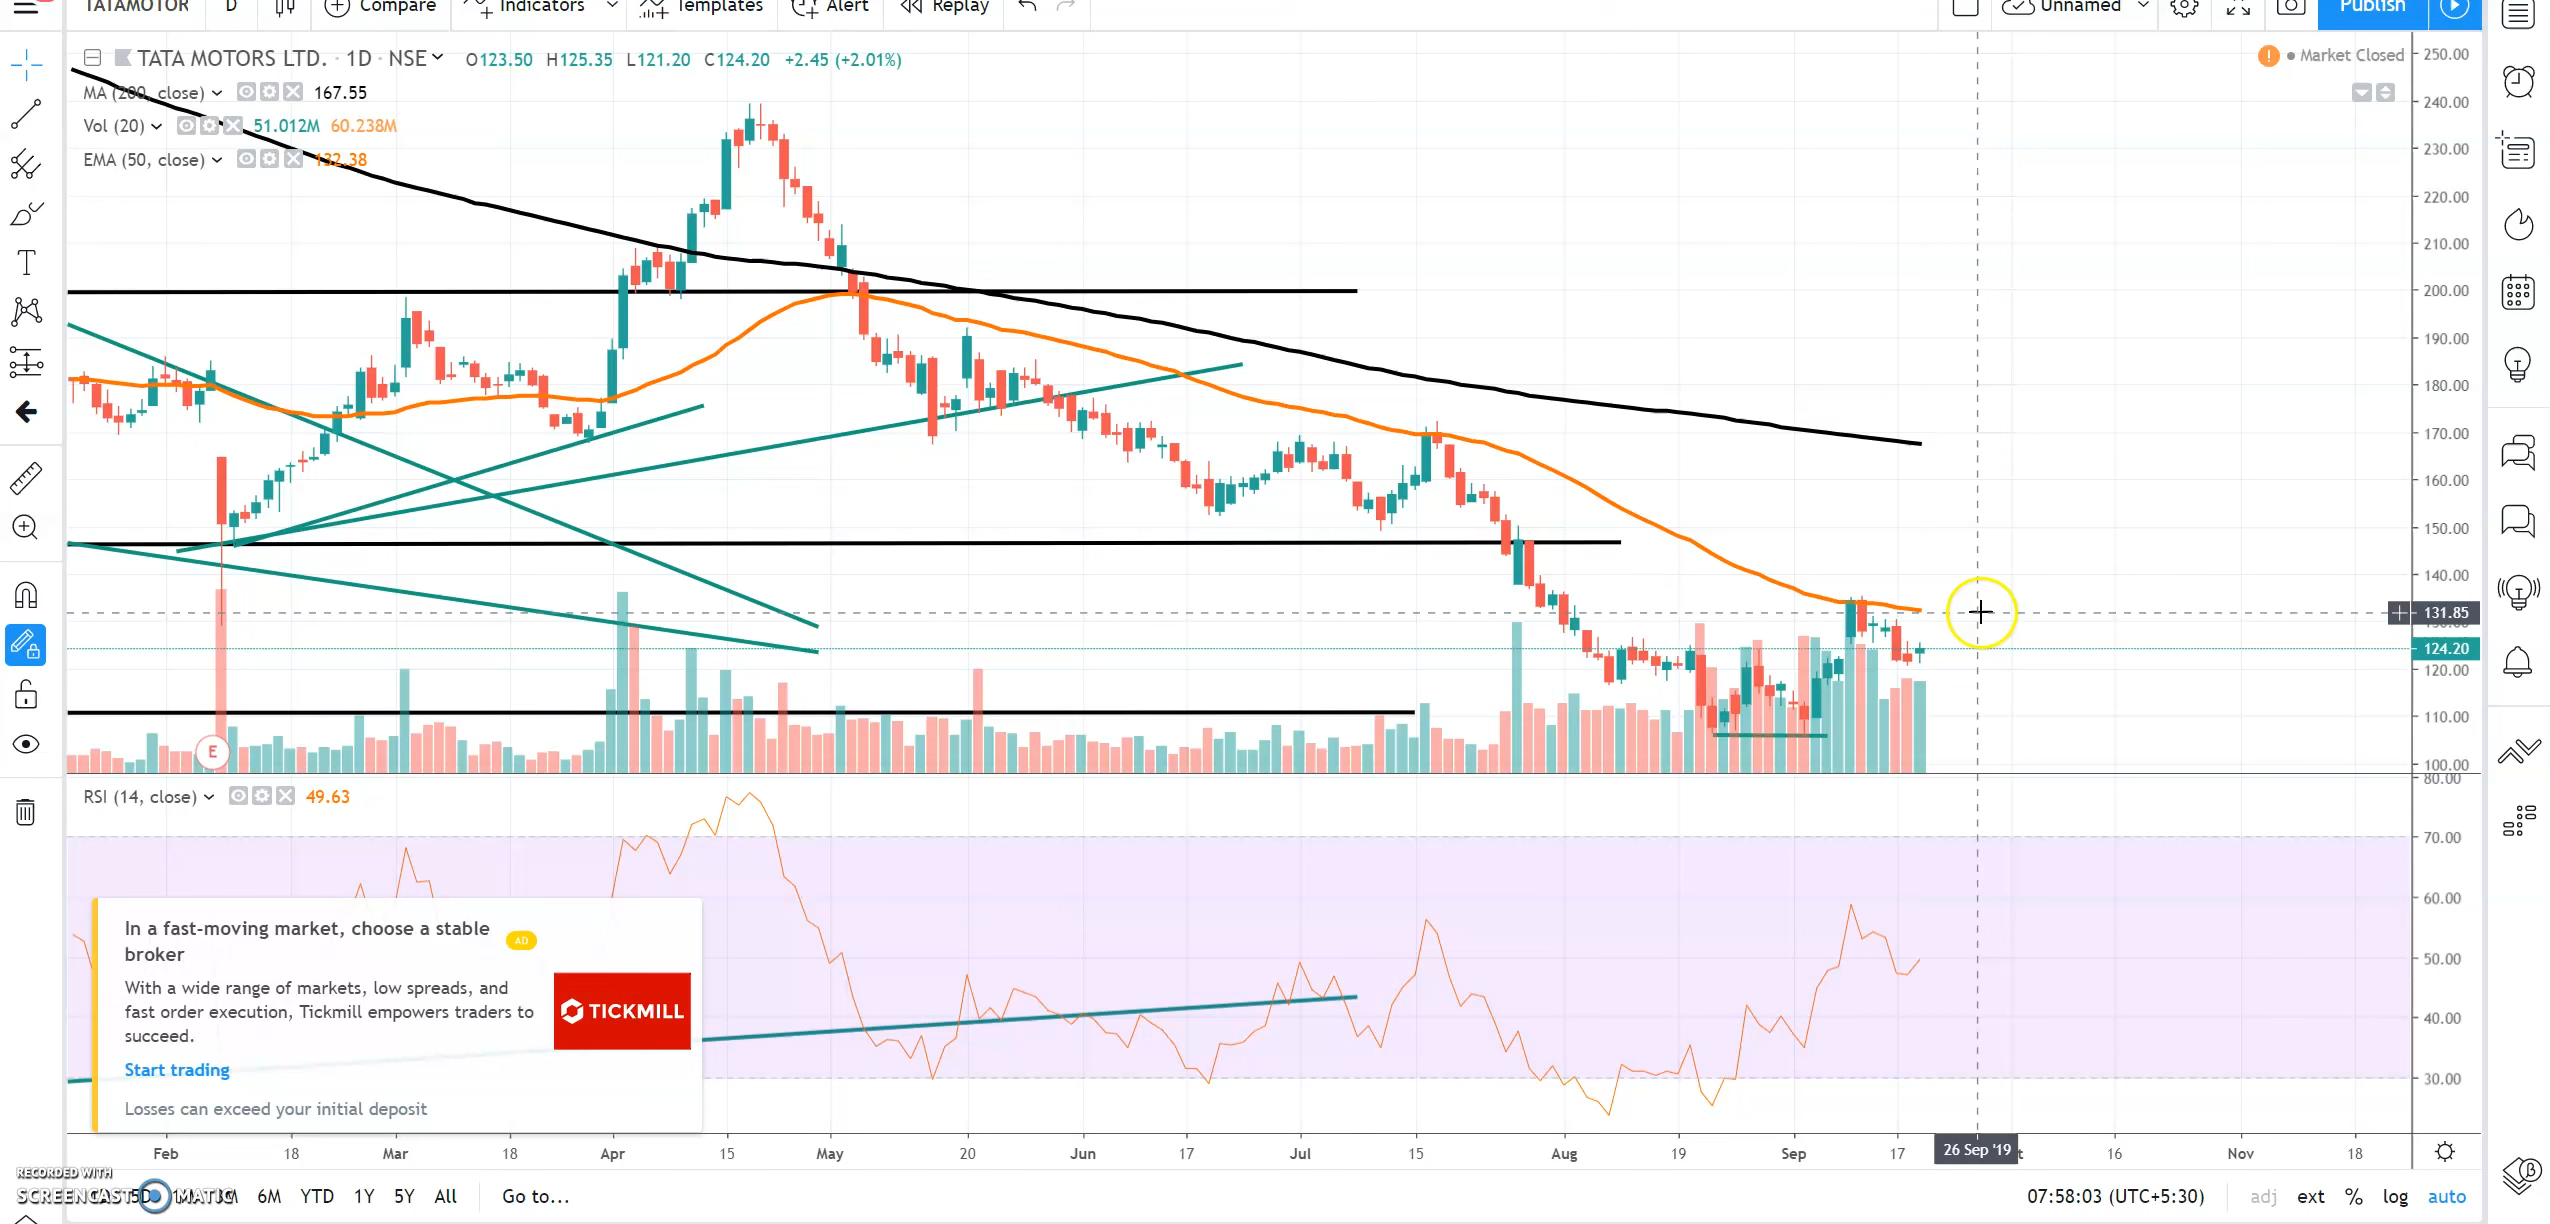 TATAMOTOR D Compare Indicators Templates Alert Replay Unnamed Publish
TATA MOTORS LTD. · 1D · NSE O123.50 H125.35 L121.20 C124.20 +2.45 (+2.01%)
Market Closed
MA (200, close) 167.55
Vol (20) 51.012M 60.238M
EMA (50, close) 132.38
250.00
240.00
230.00
220.00
210.00
200.00
190.00
180.00
170.00
160.00
150.00
140.00
131.85
124.20
120.00
110.00
100.00
E
RSI (14, close) 49.63
80.00
70.00
60.00
50.00
40.00
30.00
In a fast-moving market, choose a stable
broker
AD
With a wide range of markets, low spreads, and
fast order execution, Tickmill empowers traders to
succeed.
TICKMILL
Start trading
Losses can exceed your initial deposit
Feb 18 Mar 18 Apr 15 May 20 Jun 17 Jul 15 Aug 19 Sep 17 26 Sep '19 16 Nov 18
RECORDED WITH
SCREENCAST MATIC
6M YTD 1Y 5Y All Go to... 07:58:03 (UTC+5:30) adj ext % log auto